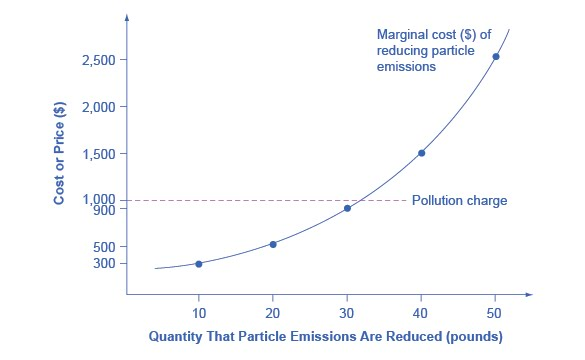 Marginal cost ($) of
reducing particle
emissions
Cost or Price ($)
2,500
2,000
1,500
1,000
900
500
300
Pollution charge
10 20 30 40 50
Quantity That Particle Emissions Are Reduced (pounds)